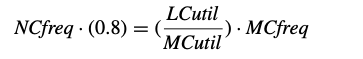 NCfreq · (0.8) = (LCutil / MCutil) · MCfreq